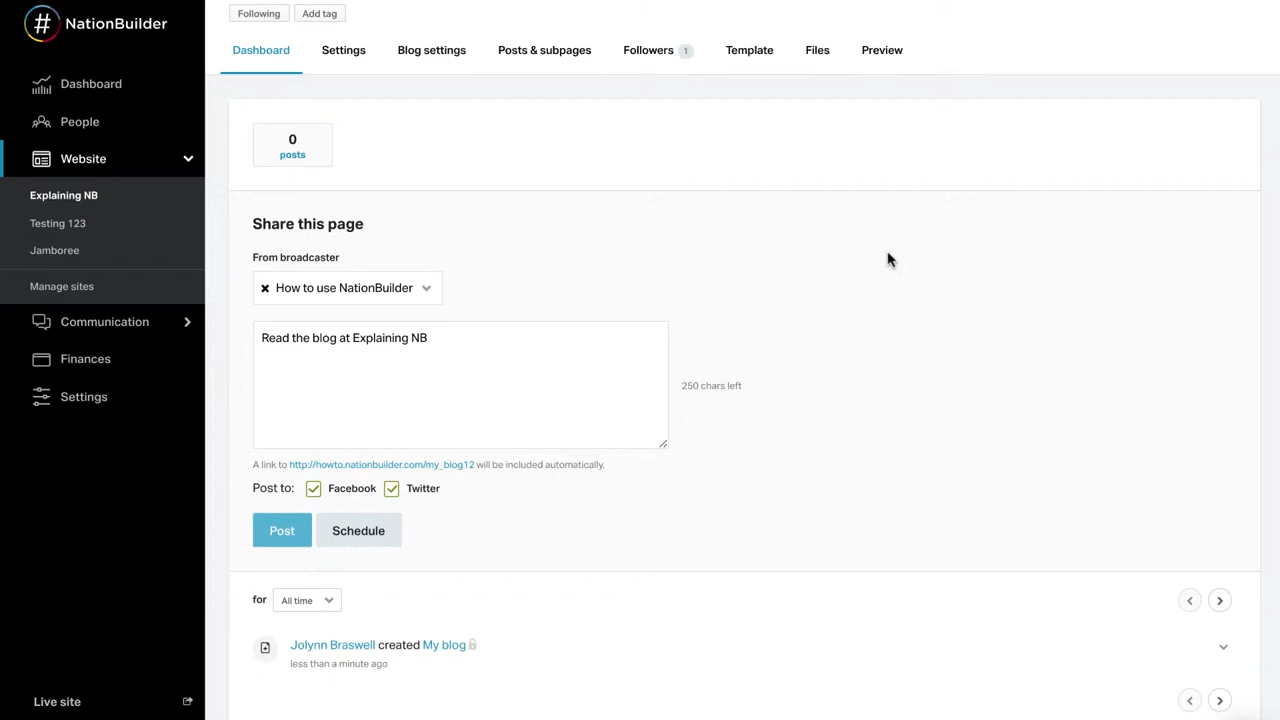 NationBuilder
Dashboard
People
Website
Explaining NB
Testing 123
Jamboree
Manage sites
Communication
Finances
Settings
Live site
Following Add tag
Dashboard Settings Blog settings Posts & subpages Followers 1 Template Files Preview
0
posts
Share this page
From broadcaster
How to use NationBuilder
Read the blog at Explaining NB
250 chars left
A link to http://howto.nationbuilder.com/my_blog12 will be included automatically.
Post to: Facebook Twitter
Post Schedule
for All time
Jolynn Braswell created My blog
less than a minute ago